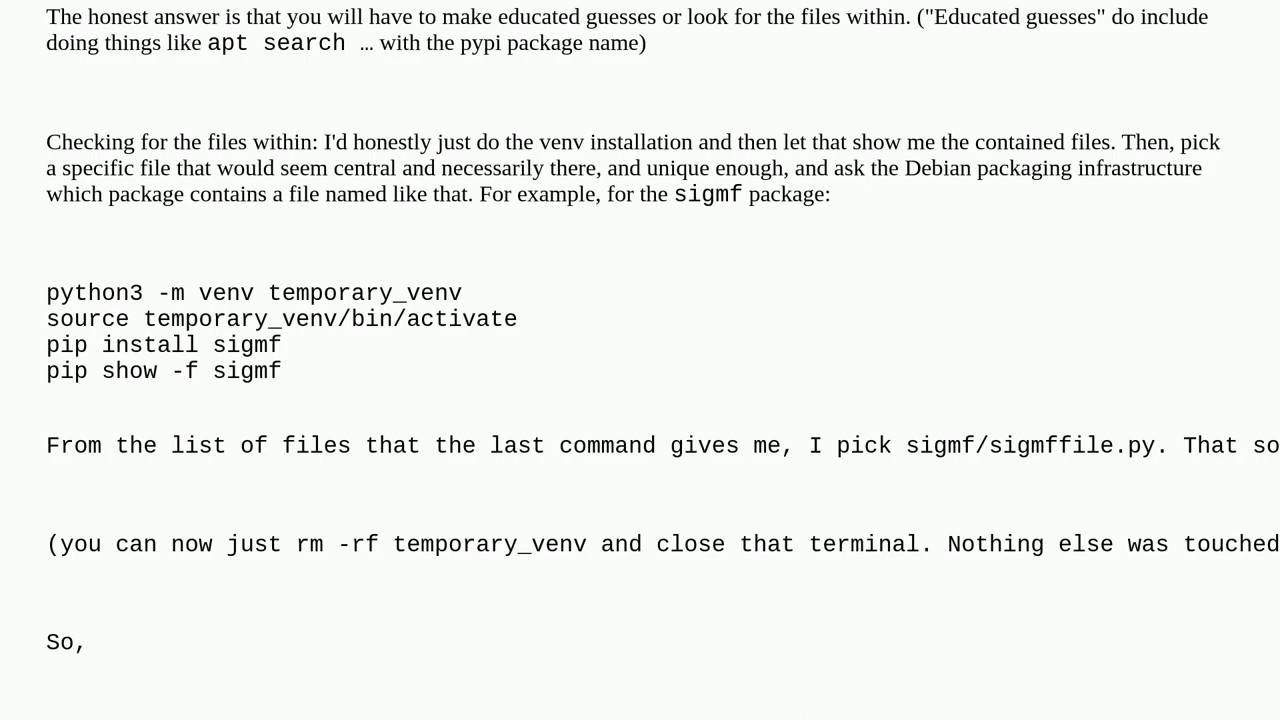 The honest answer is that you will have to make educated guesses or look for the files within. ("Educated guesses" do include
doing things like apt search … with the pypi package name)
Checking for the files within: I'd honestly just do the venv installation and then let that show me the contained files. Then, pick
a specific file that would seem central and necessarily there, and unique enough, and ask the Debian packaging infrastructure
which package contains a file named like that. For example, for the sigmf package:
python3 -m venv temporary_venv
source temporary_venv/bin/activate
pip install sigmf
pip show -f sigmf
From the list of files that the last command gives me, I pick sigmf/sigmffile.py. That so
(you can now just rm -rf temporary_venv and close that terminal. Nothing else was touched
So,